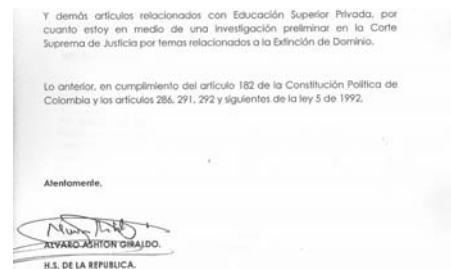 Y demás artículos relacionados con Educación Superior Privada, por
cuanto estoy en medio de una investigación preliminar en la Corte
Suprema de Justicia por temas relacionados a la Extinción de Dominio.
Lo anterior, en cumplimiento del artículo 182 de la Constitución Política de
Colombia y los artículos 286, 291, 292 y siguientes de la ley 5 de 1992.
Atentamente,
ALVARO ASHTON GIRALDO.
H.S. DE LA REPUBLICA.